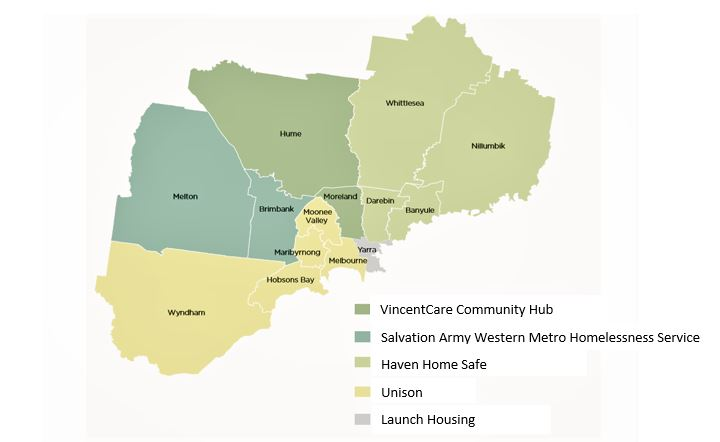 Whittlesea
Hume
Nillumbik
Melton
Moreland
Darebin
Brimbank
Moonee
Valley
Banyule
Maribyrnong
Yarra
Melbourne
Hobsons Bay
Wyndham
VincentCare Community Hub
Salvation Army Western Metro Homelessness Service
Haven Home Safe
Unison
Launch Housing